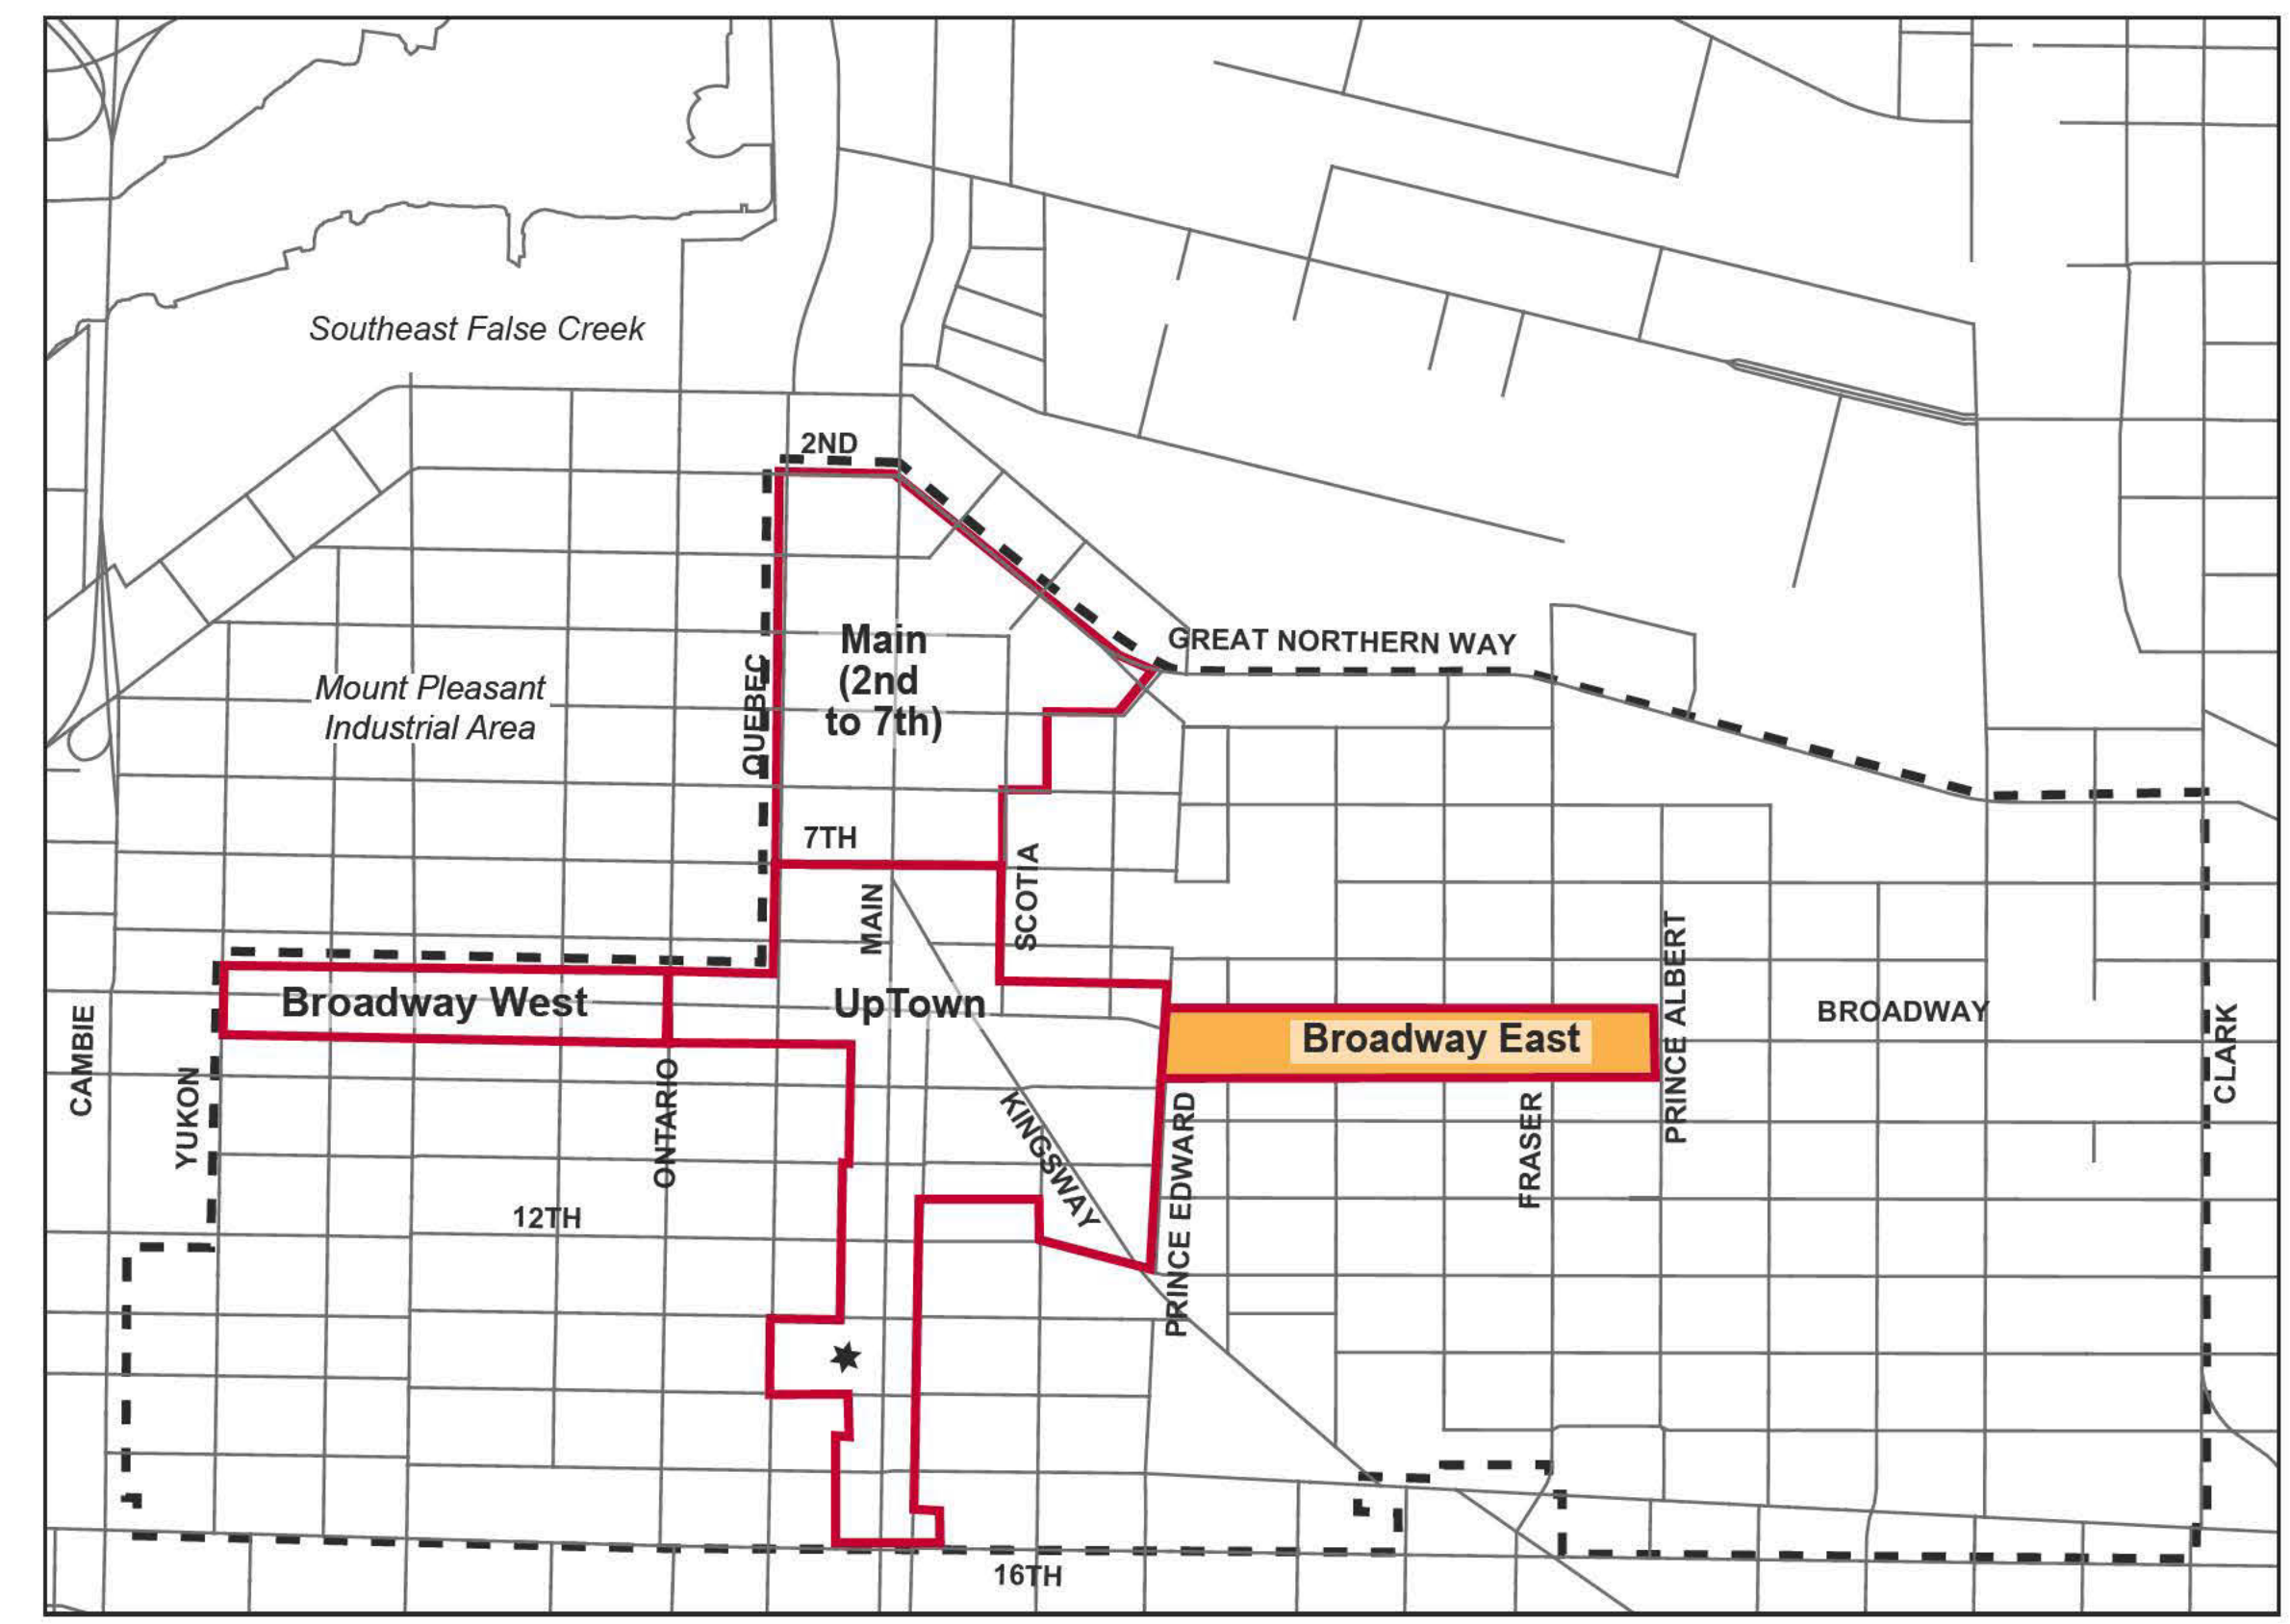 Southeast False Creek
2ND
Main
(2nd
to 7th)
GREAT NORTHERN WAY
Mount Pleasant
Industrial Area
QUEBEC
7TH
MAIN
SCOTIA
PRINCE ALBERT
Broadway West
UpTown
BROADWAY
Broadway East
CAMBIE
YUKON
ONTARIO
KINGSWAY
PRINCE EDWARD
FRASER
CLARK
12TH
16TH